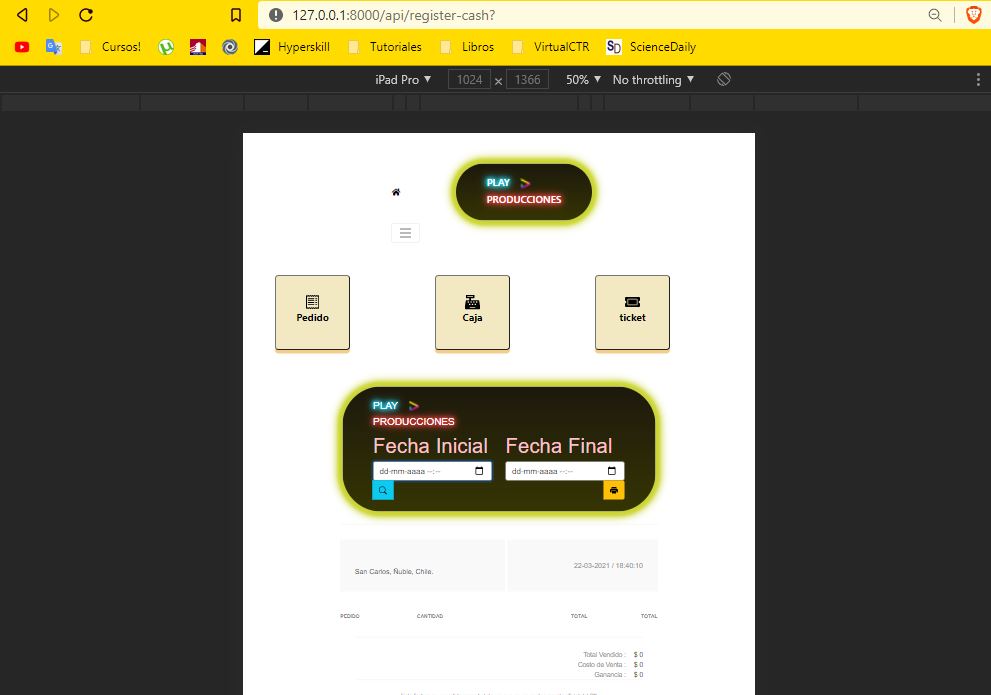 127.0.0.1:8000/api/register-cash?
Cursos! Hyperskill Tutoriales Libros VirtualCTR SD ScienceDaily
iPad Pro ▼ 1024 × 1366 50% ▼ No throttling ▼
PLAY
PRODUCCIONES
Pedido Caja ticket
PLAY
PRODUCCIONES
Fecha Inicial Fecha Final
dd-mm-aaaa --:-- dd-mm-aaaa --:--
San Carlos, Ñuble, Chile. 22-03-2021 / 18:40:10
PEDIDO CANTIDAD TOTAL TOTAL
Total Vendido : $ 0
Costo de Venta : $ 0
Ganancia : $ 0